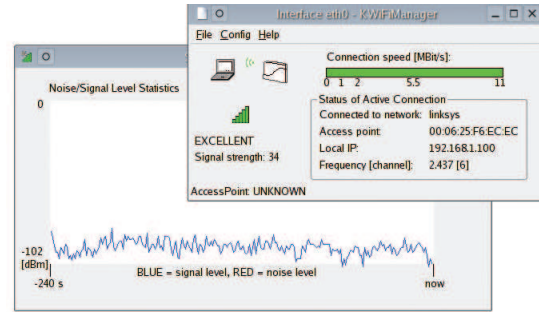 Interface eth0 - KWiFiManager
File Config Help
Connection speed [MBit/s]:
0 1 2 5.5 11
Status of Active Connection
Connected to network: linksys
Access point: 00:06:25:F6:EC:EC
Local IP: 192.168.1.100
Frequency [channel]: 2.437 [6]
EXCELLENT
Signal strength: 34
AccessPoint: UNKNOWN
Noise/Signal Level Statistics
0
-102
[dBm]
BLUE = signal level, RED = noise level
-240 s
now